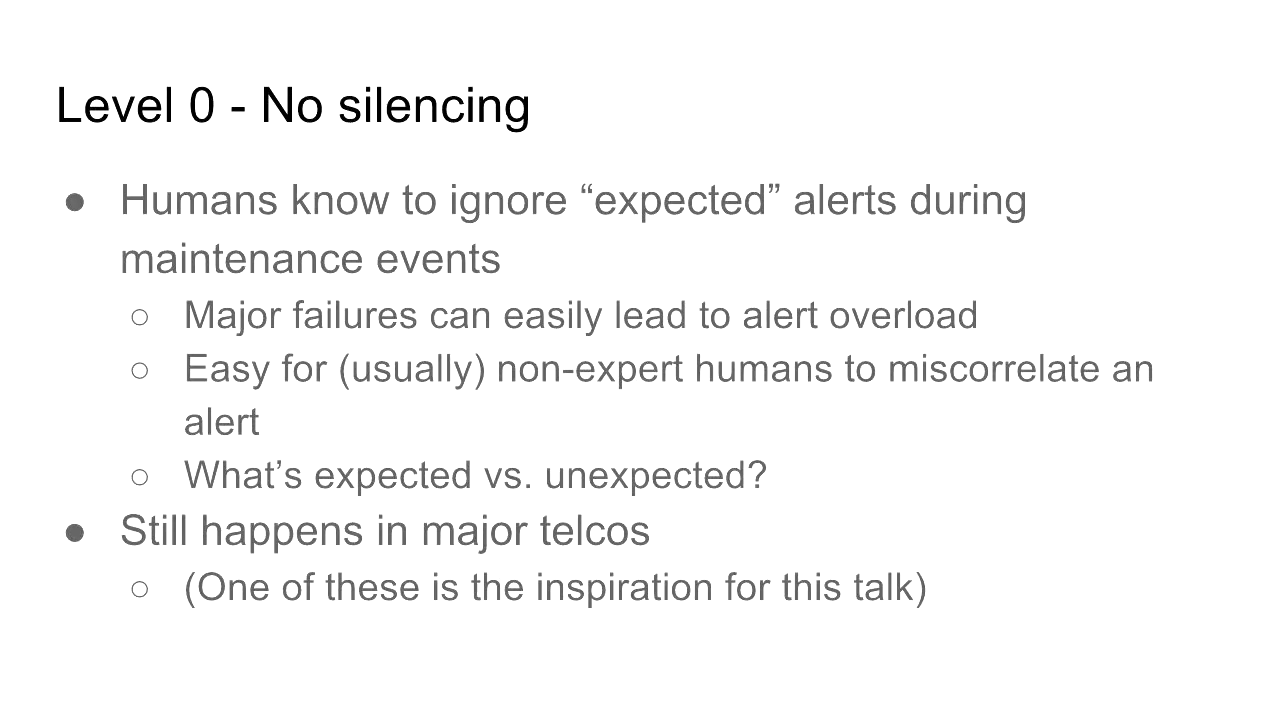 Level 0 - No silencing
● Humans know to ignore “expected” alerts during
maintenance events
○ Major failures can easily lead to alert overload
○ Easy for (usually) non-expert humans to miscorrelate an
alert
○ What’s expected vs. unexpected?
● Still happens in major telcos
○ (One of these is the inspiration for this talk)